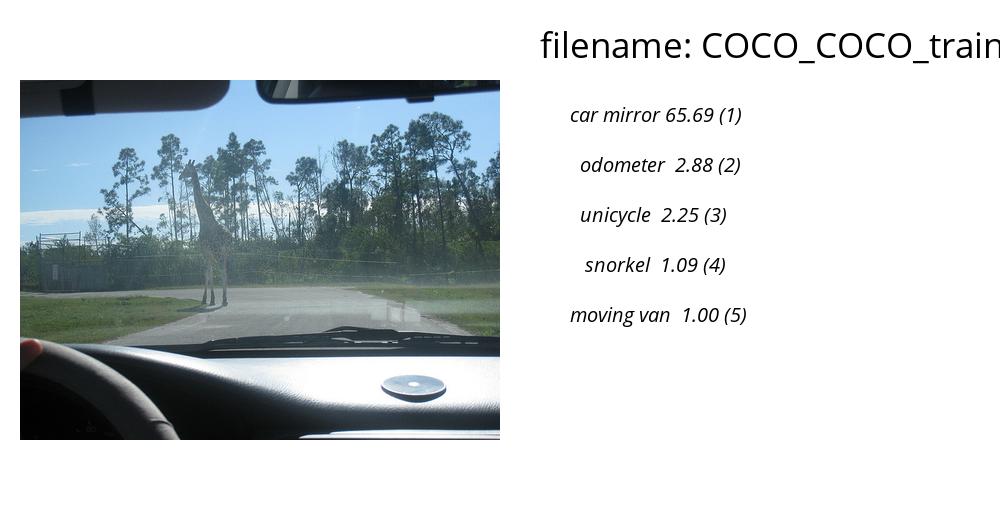 filename: COCO_COCO_train
car mirror 65.69 (1)
odometer 2.88 (2)
unicycle 2.25 (3)
snorkel 1.09 (4)
moving van 1.00 (5)